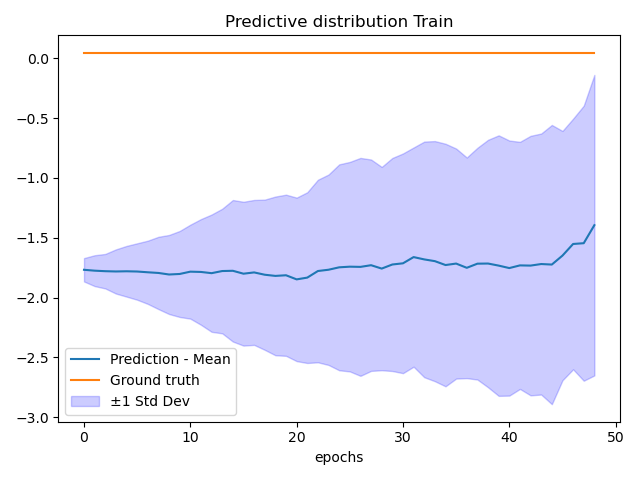 Predictive distribution Train
0.0
−0.5
−1.0
−1.5
−2.0
−2.5
−3.0
Prediction - Mean
Ground truth
±1 Std Dev
0 10 20 30 40 50
epochs